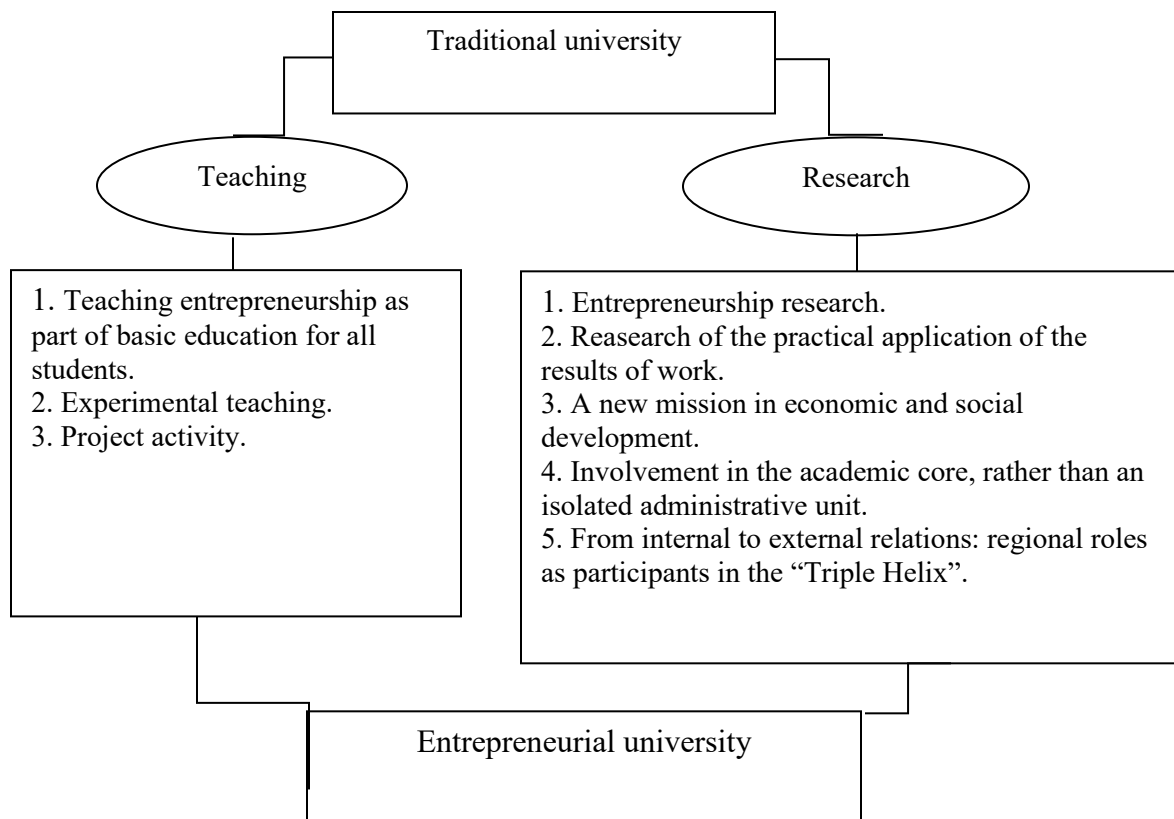 Traditional university
Teaching
Research
1. Teaching entrepreneurship as
part of basic education for all
students.
2. Experimental teaching.
3. Project activity.
1. Entrepreneurship research.
2. Reasearch of the practical application of the
results of work.
3. A new mission in economic and social
development.
4. Involvement in the academic core, rather than an
isolated administrative unit.
5. From internal to external relations: regional roles
as participants in the “Triple Helix”.
Entrepreneurial university